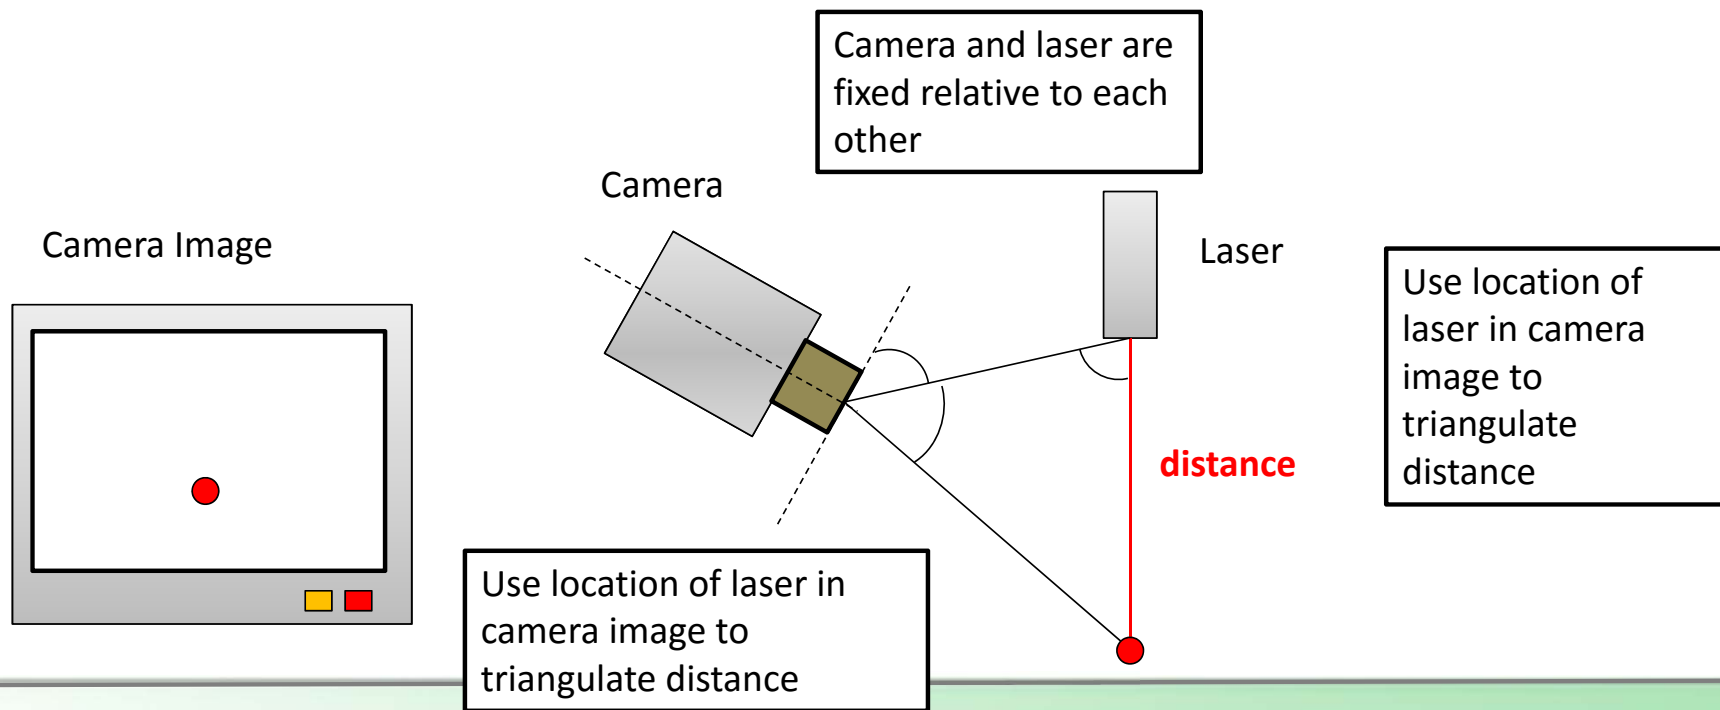 Camera and laser are
fixed relative to each
other
Camera
Camera Image
Laser
Use location of
laser in camera
image to
triangulate
distance
distance
Use location of laser in
camera image to
triangulate distance